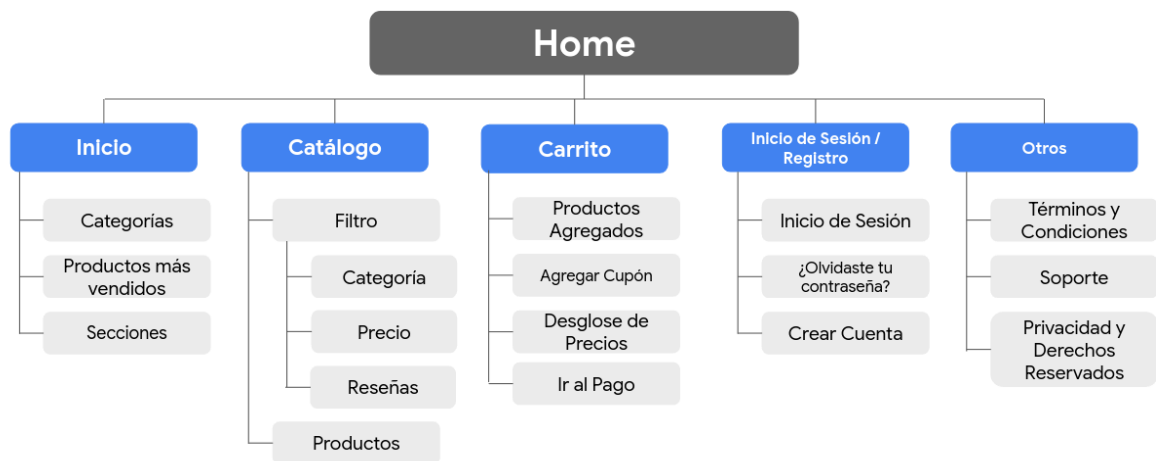 Home
Inicio
Categorías
Productos más
vendidos
Secciones
Catálogo
Filtro
Categoría
Precio
Reseñas
Productos
Carrito
Productos
Agregados
Agregar Cupón
Desglose de
Precios
Ir al Pago
Inicio de Sesión /
Registro
Inicio de Sesión
¿Olvidaste tu
contraseña?
Crear Cuenta
Otros
Términos y
Condiciones
Soporte
Privacidad y
Derechos
Reservados